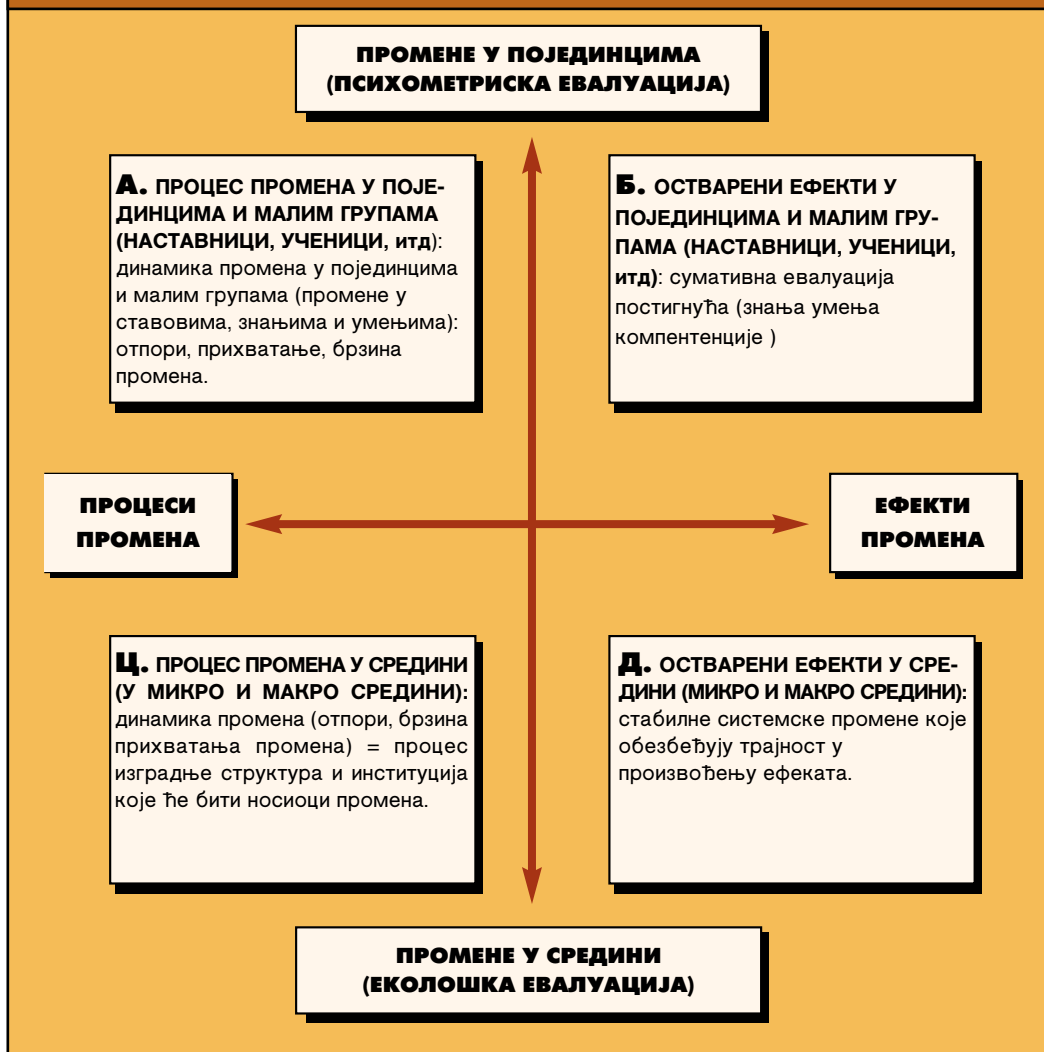 ПРОМЕНЕ У ПОЈЕДИНЦИМА
(ПСИХОМЕТРИСКА ЕВАЛУАЦИЈА)
А. ПРОЦЕС ПРОМЕНА У ПОЈЕ-
ДИНЦИМА И МАЛИМ ГРУПАМА
(НАСТАВНИЦИ, УЧЕНИЦИ, итд):
динамика промена у појединцима
и малим групама (промене у
ставовима, знањима и умењима):
отпори, прихватање, брзина
промена.
Б. ОСТВАРЕНИ ЕФЕКТИ У
ПОЈЕДИНЦИМА И МАЛИМ ГРУ-
ПАМА (НАСТАВНИЦИ, УЧЕНИЦИ,
итд): сумативна евалуација
постигнућа (знања умења
компентенције )
ПРОЦЕСИ
ПРОМЕНА
ЕФЕКТИ
ПРОМЕНА
Ц. ПРОЦЕС ПРОМЕНА У СРЕДИНИ
(У МИКРО И МАКРО СРЕДИНИ):
динамика промена (отпори, брзина
прихватања промена) = процес
изградње структура и институција
које ће бити носиоци промена.
Д. ОСТВАРЕНИ ЕФЕКТИ У СРЕ-
ДИНИ (МИКРО И МАКРО СРЕДИНИ):
стабилне системске промене које
обезбеђују трајност у
произвођењу ефеката.
ПРОМЕНЕ У СРЕДИНИ
(ЕКОЛОШКА ЕВАЛУАЦИЈА)